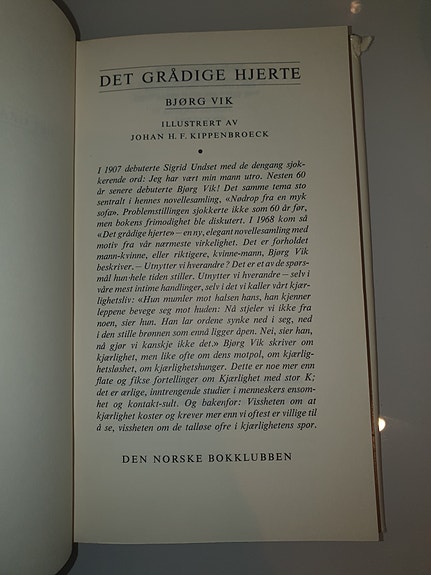 DET GRÅDIGE HJERTE
BJØRG VIK
ILLUSTRERT AV
JOHAN H. F. KIPPENBROECK
I 1907 debuterte Sigrid Undset med de dengang sjok-
kerende ord: Jeg har vært min mann utro. Nesten 60
år senere debuterte Bjørg Vik! Det samme tema sto
sentralt i hennes novellesamling, «Nødrop fra en myk
sofa». Problemstillingen sjokkerte ikke som 60 år før,
men bokens frimodighet ble diskutert. I 1968 kom så
«Det grådige hjerte» – en ny, elegant novellesamling med
motiv fra vår nærmeste virkelighet. Det er forholdet
mann-kvinne, eller riktigere, kvinne-mann, Bjørg Vik
beskriver. – Utnytter vi hverandre? Det er et av de spørs-
mål hun hele tiden stiller. Utnytter vi hverandre – selv i
våre mest intime handlinger, selv i det vi kaller vårt kjær-
lighetsliv: «Hun mumler mot halsen hans, han kjenner
leppene bevege seg mot huden: Nå stjeler vi ikke fra
noen, sier hun. Han lar ordene synke ned i seg, ned
i den stille brønnen som ennå ligger åpen. Nei, sier han,
nå gjør vi kanskje ikke det.» Bjørg Vik skriver om
kjærlighet, men like ofte om dens motpol, om kjærlig-
hetsløshet, om kjærlighetshunger. Dette er noe mer enn
flate og fikse fortellinger om Kjærlighet med stor K;
det er ærlige, inntrengende studier i menneskers ensom-
het og kontakt-sult. Og bakenfor: Vissheten om at
kjærlighet koster og krever mer enn vi oftest er villige til
å se, vissheten om de talløse ofre i kjærlighetens spor.
DEN NORSKE BOKKLUBBEN